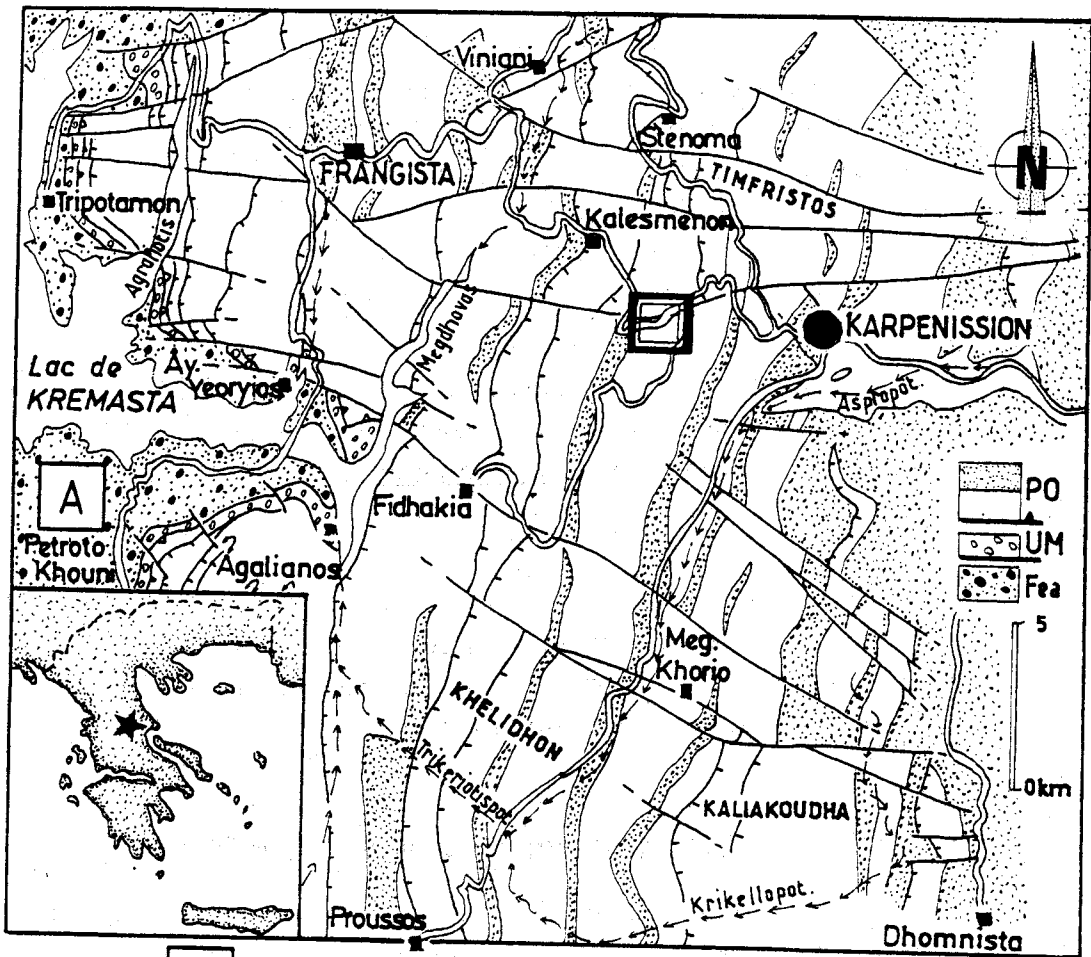 Viniani
Stenoma
N
FRANGISTA
TIMFRISTOS
Tripotamon
Kalesmenon
Agrafiotis
Megdhovas
KARPENISSION
Lac de
KREMASTA
Ay.
Yeoryios
Aspropot.
PO
A
Fidhakia
UM
Petroto
Khouni
Agalianos
Fea
5
Meg.
Khorio
KHELIDHON
Trikeriotispot.
0km
KALIAKOUDHA
Krikellopot.
Proussos
Dhomnista